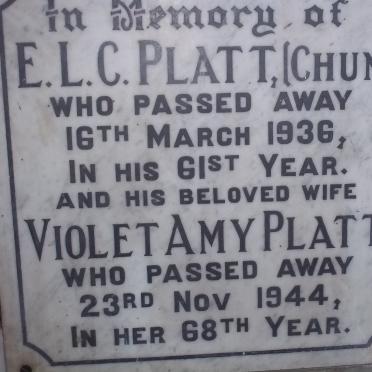 In Memory of
E.L.C. PLATT, (CHUM
WHO PASSED AWAY
16TH MARCH 1936,
IN HIS 61ST YEAR.
AND HIS BELOVED WIFE
VIOLET AMY PLATT
WHO PASSED AWAY
23RD NOV 1944,
IN HER 68TH YEAR.